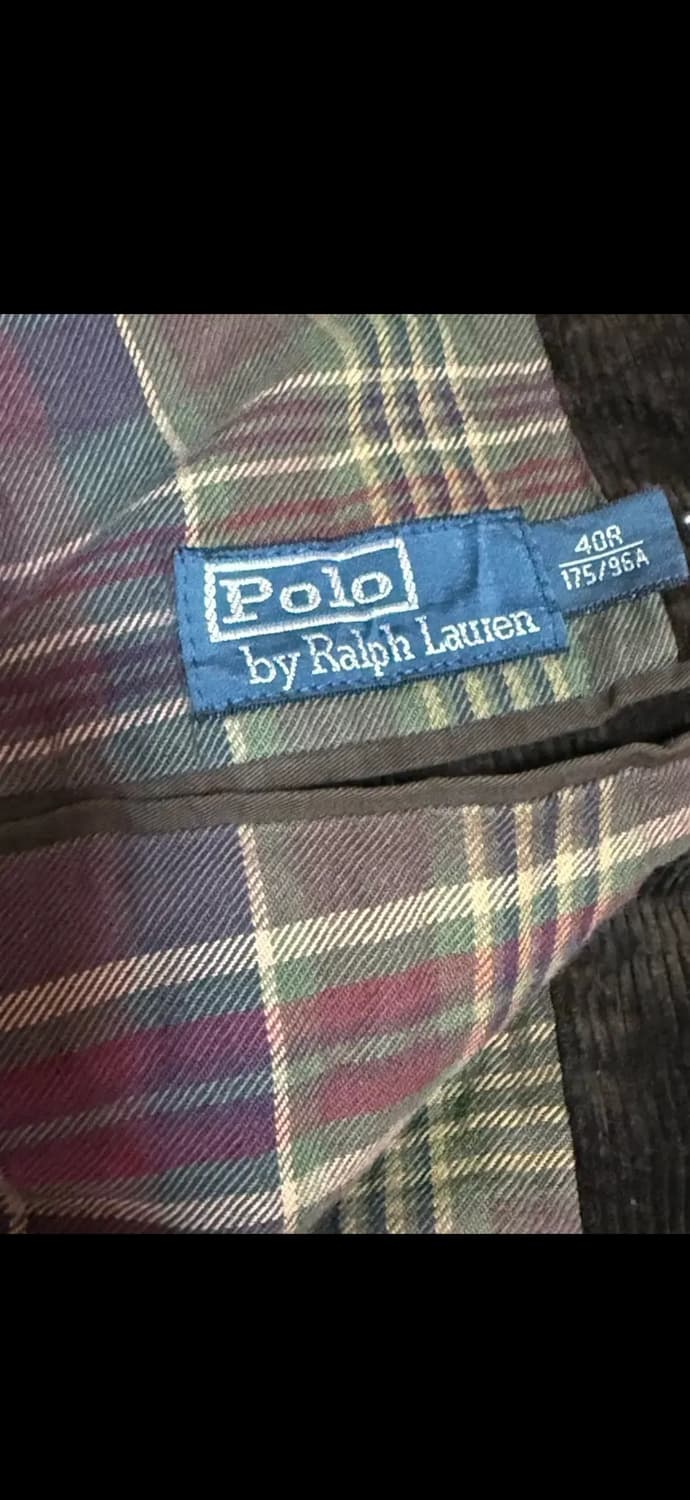 Polo
by Ralph Lauren
40R
175/96A